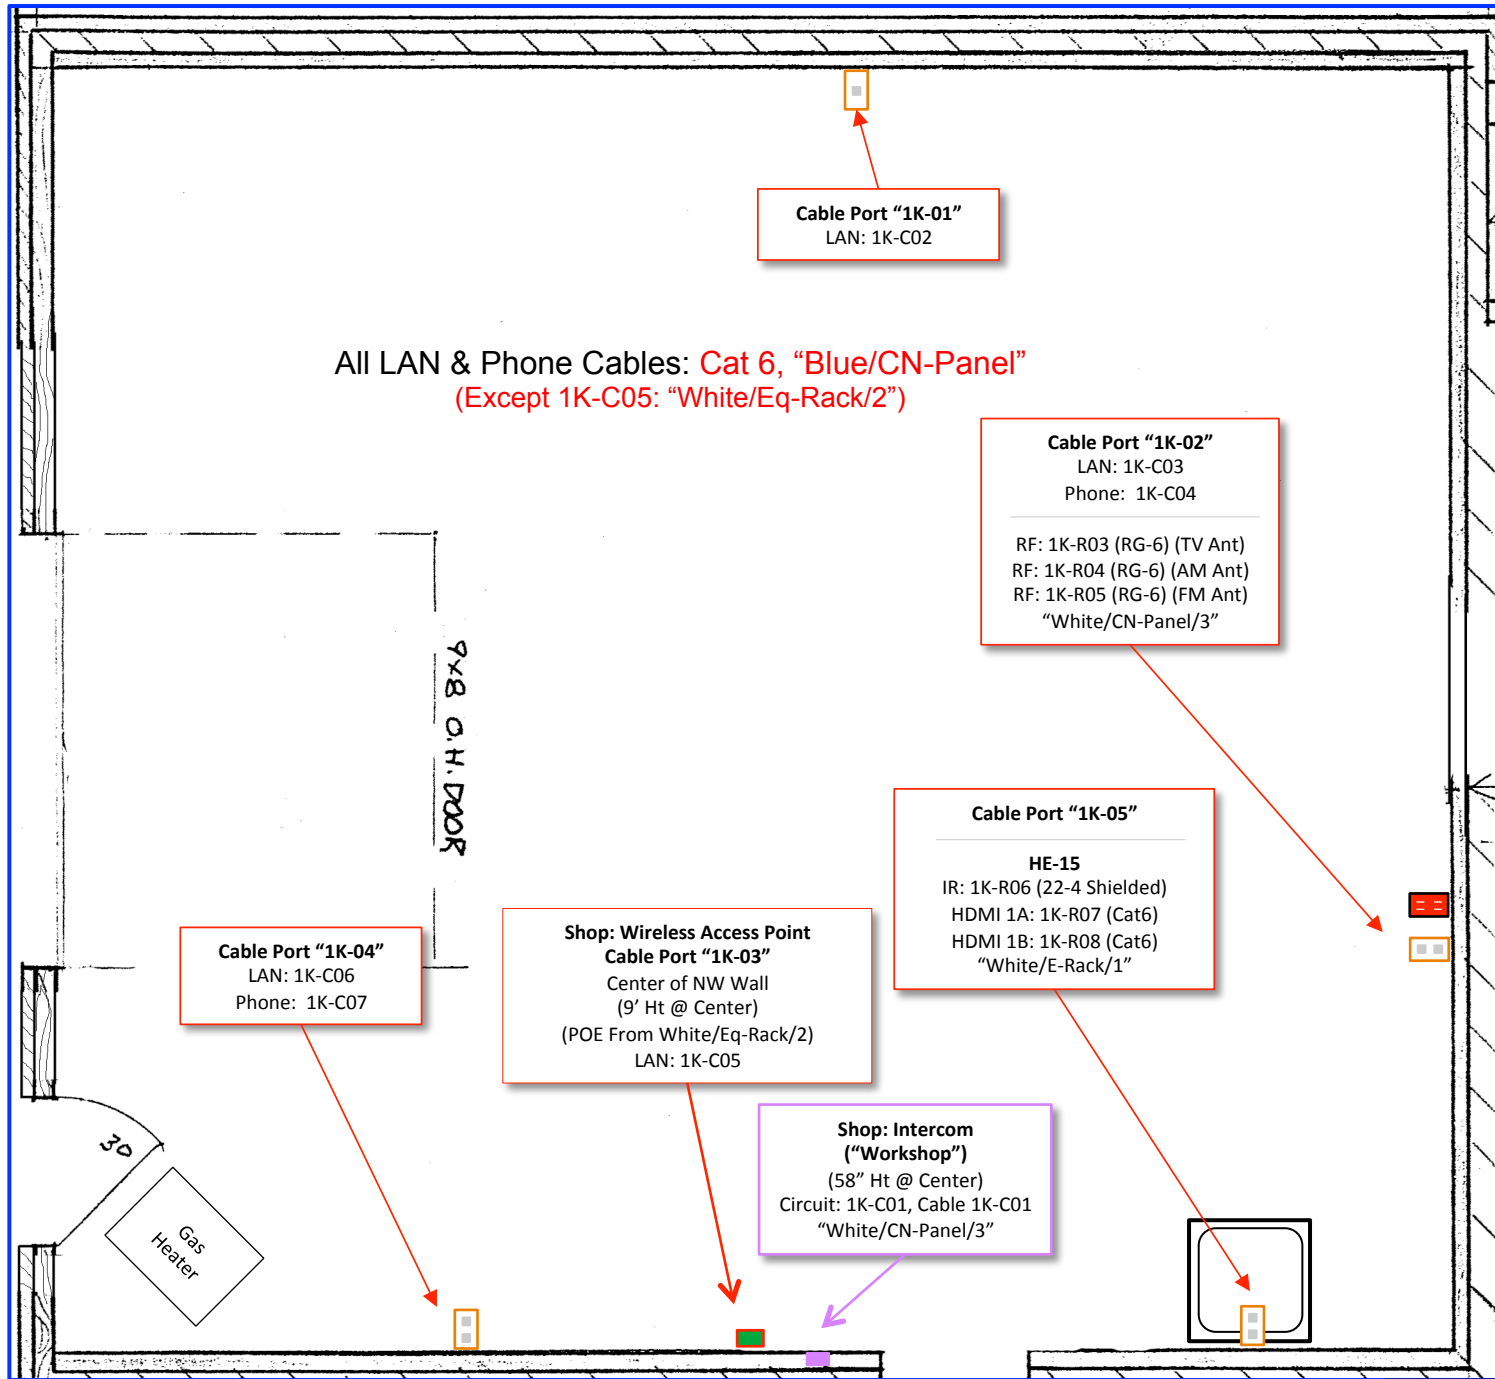 Cable Port “1K-01”
LAN: 1K-C02
All LAN & Phone Cables: Cat 6, “Blue/CN-Panel”
(Except 1K-C05: “White/Eq-Rack/2”)
Cable Port “1K-02”
LAN: 1K-C03
Phone: 1K-C04
RF: 1K-R03 (RG-6) (TV Ant)
RF: 1K-R04 (RG-6) (AM Ant)
RF: 1K-R05 (RG-6) (FM Ant)
“White/CN-Panel/3”
9x8 O.H. DOOR
Cable Port “1K-05”
HE-15
IR: 1K-R06 (22-4 Shielded)
HDMI 1A: 1K-R07 (Cat6)
HDMI 1B: 1K-R08 (Cat6)
“White/E-Rack/1”
Cable Port “1K-04”
LAN: 1K-C06
Phone: 1K-C07
Shop: Wireless Access Point
Cable Port “1K-03”
Center of NW Wall
(9’ Ht @ Center)
(POE From White/Eq-Rack/2)
LAN: 1K-C05
Shop: Intercom
(“Workshop”)
(58” Ht @ Center)
Circuit: 1K-C01, Cable 1K-C01
“White/CN-Panel/3”
30
Gas
Heater